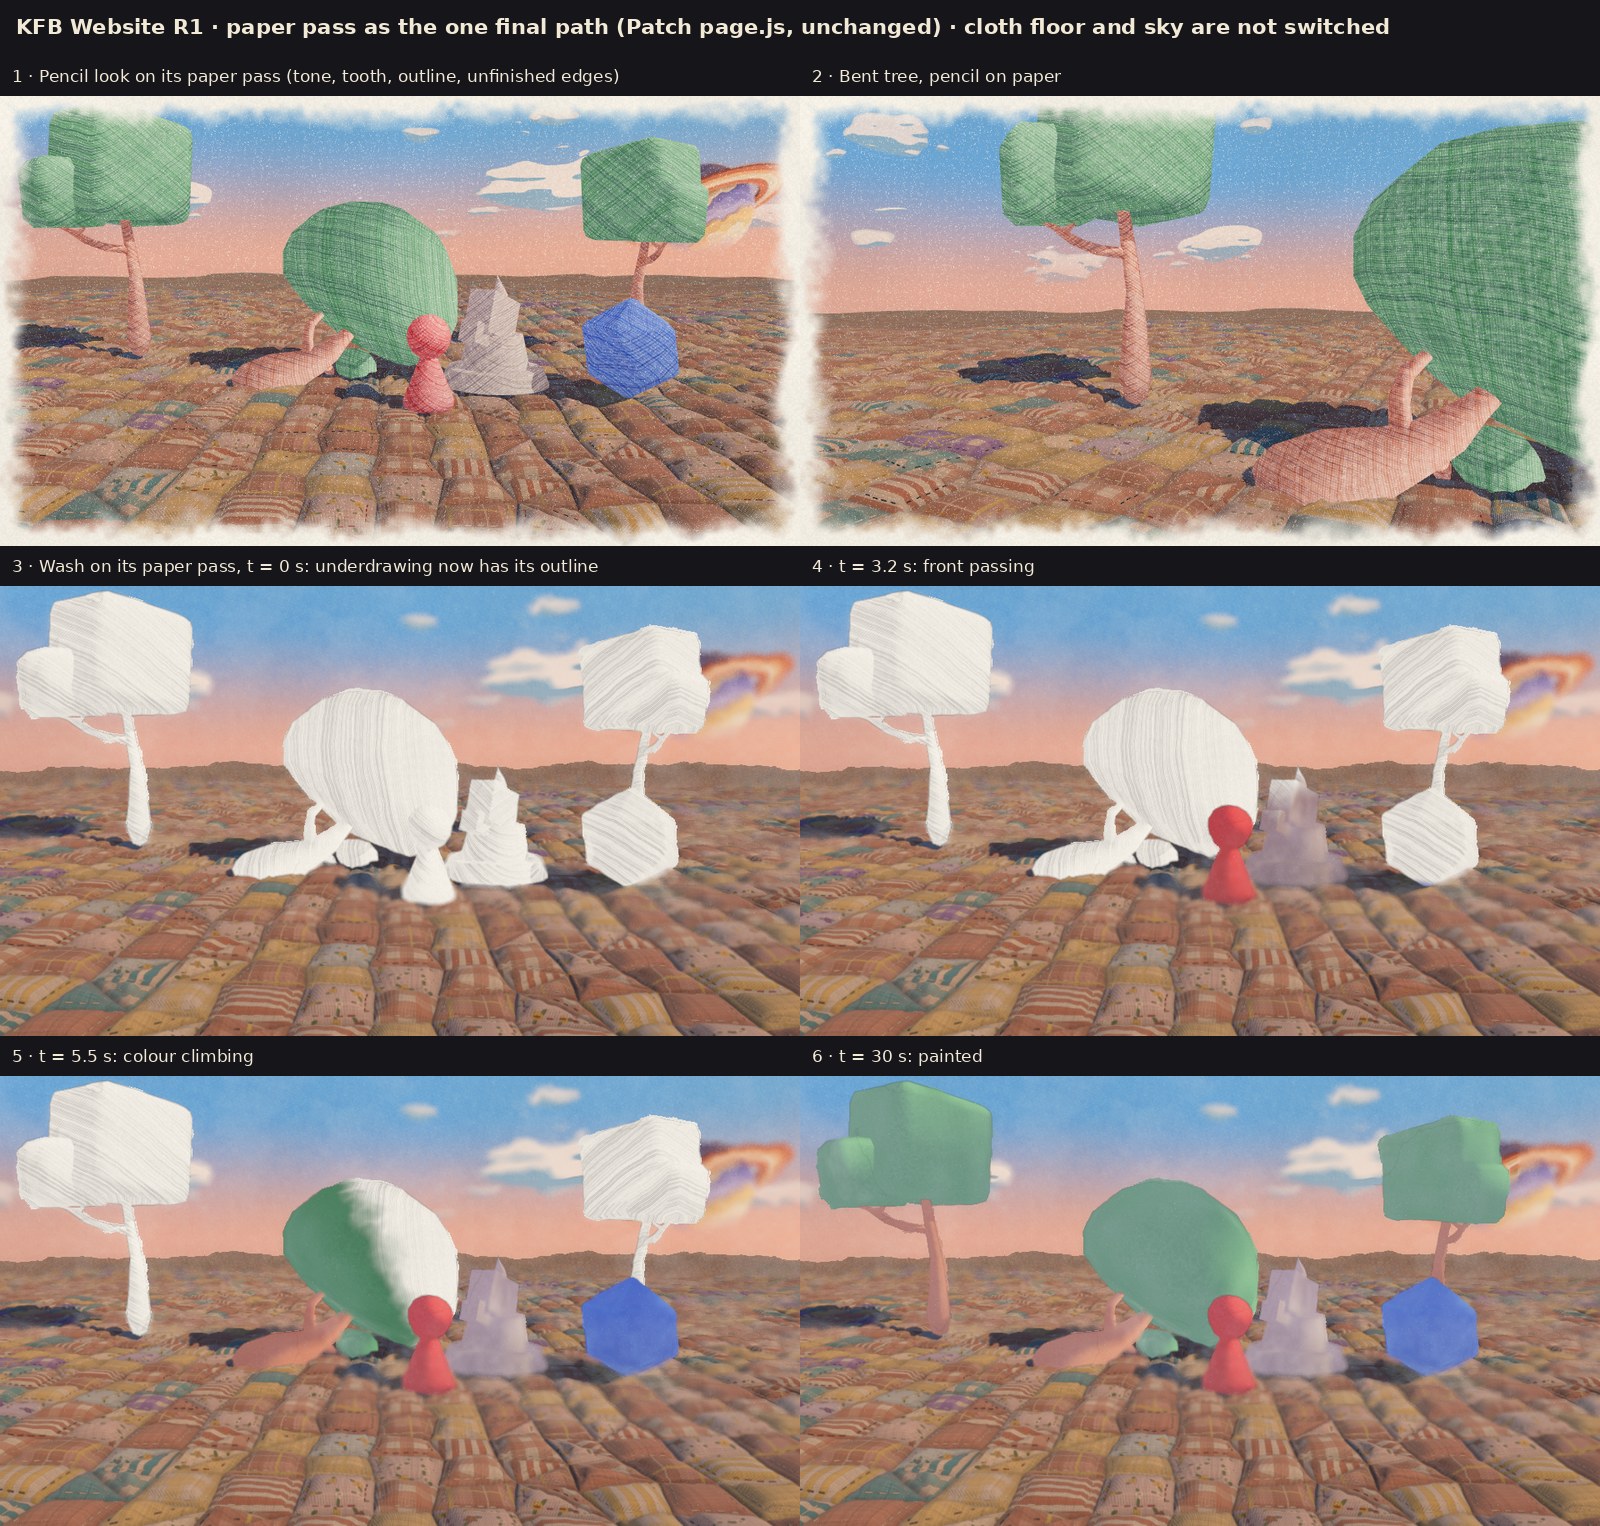 KFB Website R1 · paper pass as the one final path (Patch page.js, unchanged) · cloth floor and sky are not switched
1 · Pencil look on its paper pass (tone, tooth, outline, unfinished edges)
2 · Bent tree, pencil on paper
3 · Wash on its paper pass, t = 0 s: underdrawing now has its outline
4 · t = 3.2 s: front passing
5 · t = 5.5 s: colour climbing
6 · t = 30 s: painted